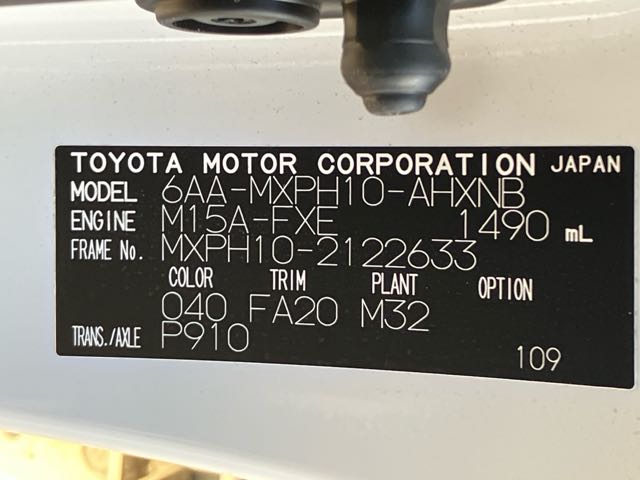 TOYOTA MOTOR CORPORATION JAPAN
MODEL 6AA-MXPH10-AHXNB
ENGINE M15A-FXE 1490 mL
FRAME No. MXPH10-2122633
COLOR TRIM PLANT OPTION
040 FA20 M32
TRANS./AXLE P910
109